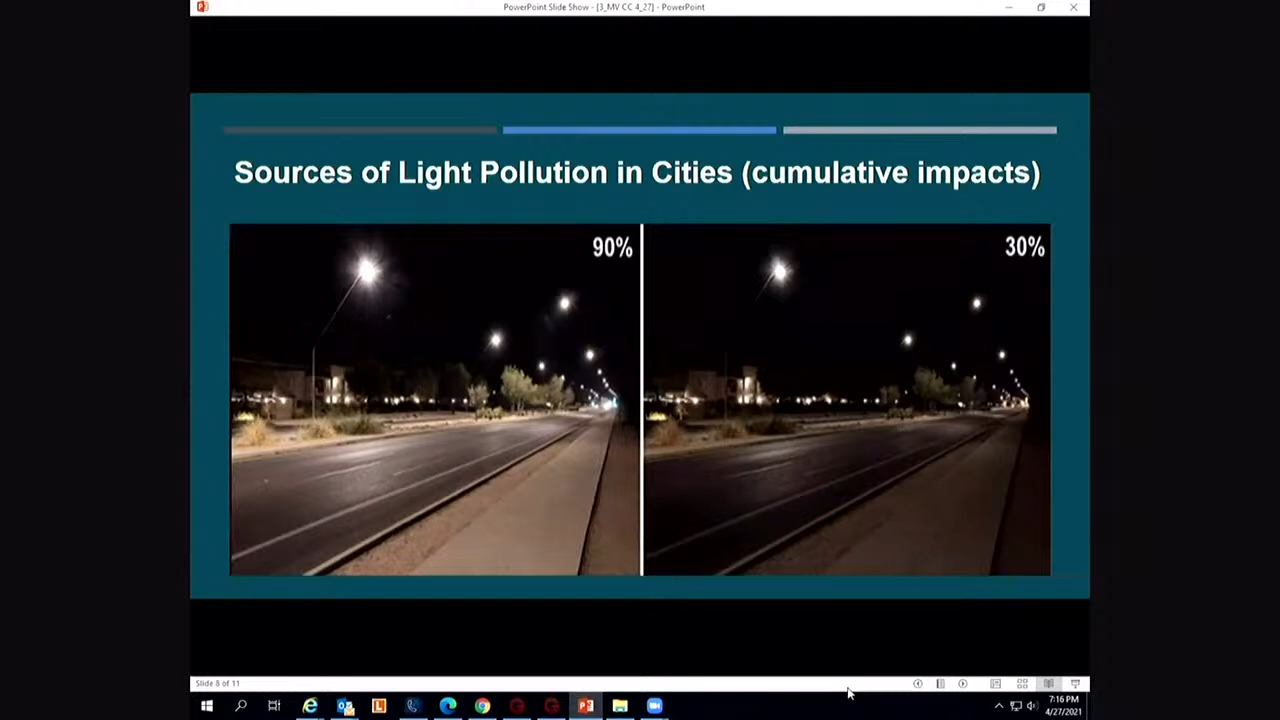 PowerPoint Slide Show - [3_MV CC 4_27] - PowerPoint
Sources of Light Pollution in Cities (cumulative impacts)
90%
30%
Slide 8 of 11
7:16 PM
4/27/2021